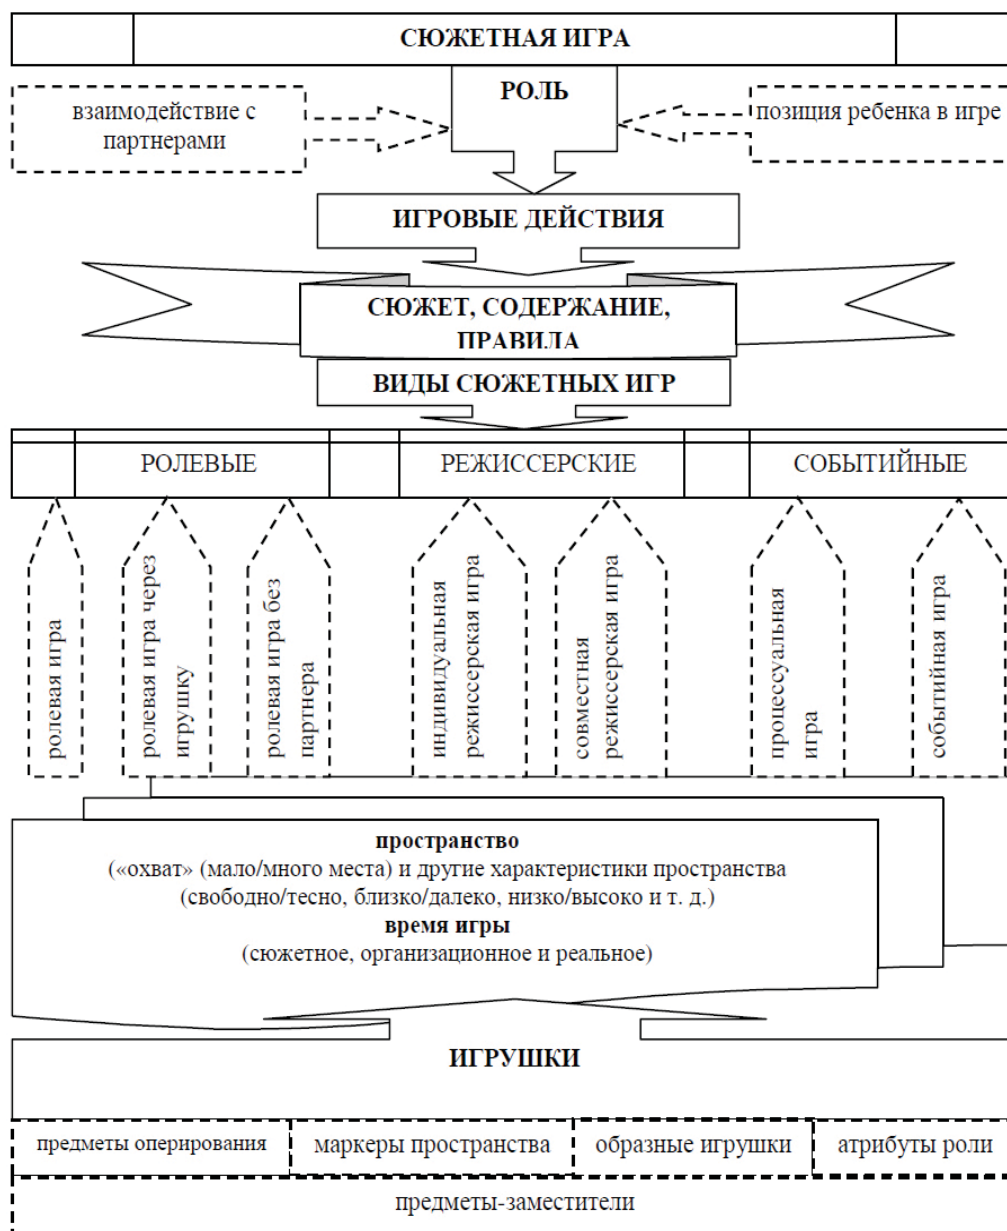 СЮЖЕТНАЯ ИГРА
РОЛЬ
взаимодействие с
партнерами
позиция ребенка в игре
ИГРОВЫЕ ДЕЙСТВИЯ
СЮЖЕТ, СОДЕРЖАНИЕ,
ПРАВИЛА
ВИДЫ СЮЖЕТНЫХ ИГР
РОЛЕВЫЕ
РЕЖИССЕРСКИЕ
СОБЫТИЙНЫЕ
ролевая игра
ролевая игра через
игрушку
ролевая игра без
партнера
индивидуальная
режиссерская игра
совместная
режиссерская игра
процессуальная
игра
событийная игра
пространство
(«охват» (мало/много места) и другие характеристики пространства
(свободно/тесно, близко/далеко, низко/высоко и т. д.)
время игры
(сюжетное, организационное и реальное)
ИГРУШКИ
предметы оперирования
маркеры пространства
образные игрушки
атрибуты роли
предметы-заместители